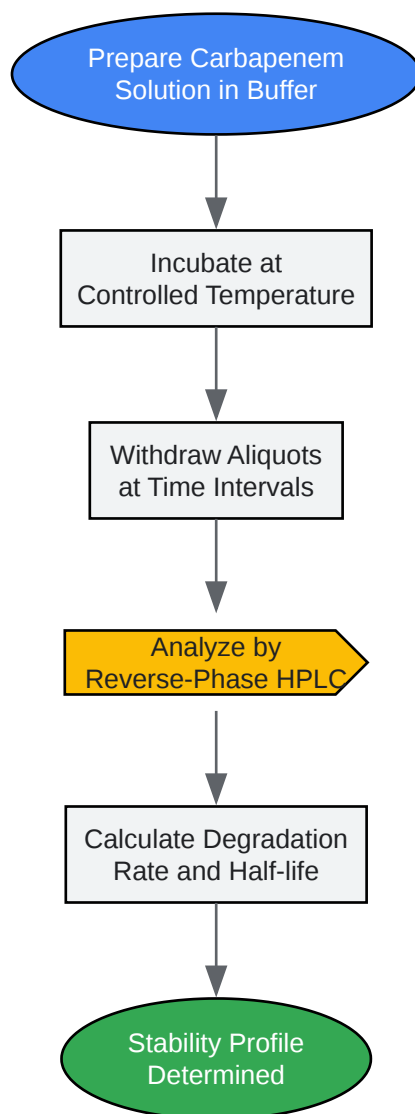 Prepare Carbapenem
Solution in Buffer
Incubate at
Controlled Temperature
Withdraw Aliquots
at Time Intervals
Analyze by
Reverse-Phase HPLC
Calculate Degradation
Rate and Half-life
Stability Profile
Determined